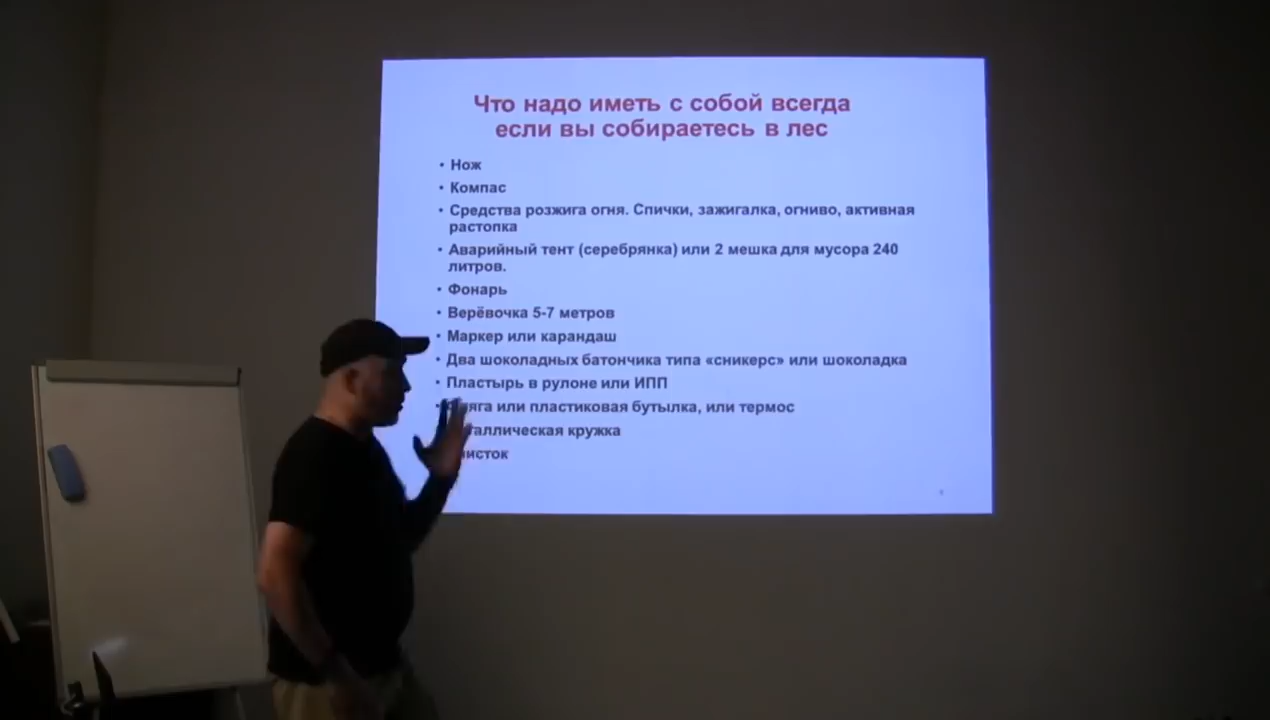 Что надо иметь с собой всегда
если вы собираетесь в лес
• Нож
• Компас
• Средства розжига огня. Спички, зажигалка, огниво, активная
растопка
• Аварийный тент (серебрянка) или 2 мешка для мусора 240
литров.
• Фонарь
• Верёвочка 5-7 метров
• Маркер или карандаш
• Два шоколадных батончика типа «сникерс» или шоколадка
• Пластырь в рулоне или ИПП
• или пластиковая бутылка, или термос
кружка